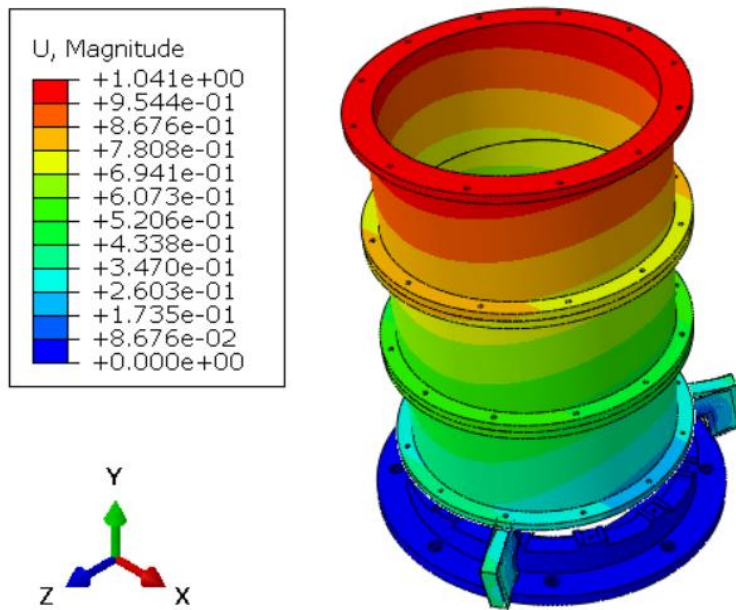 U, Magnitude
+1.041e+00
+9.544e-01
+8.676e-01
+7.808e-01
+6.941e-01
+6.073e-01
+5.206e-01
+4.338e-01
+3.470e-01
+2.603e-01
+1.735e-01
+8.676e-02
+0.000e+00
Y
Z
X